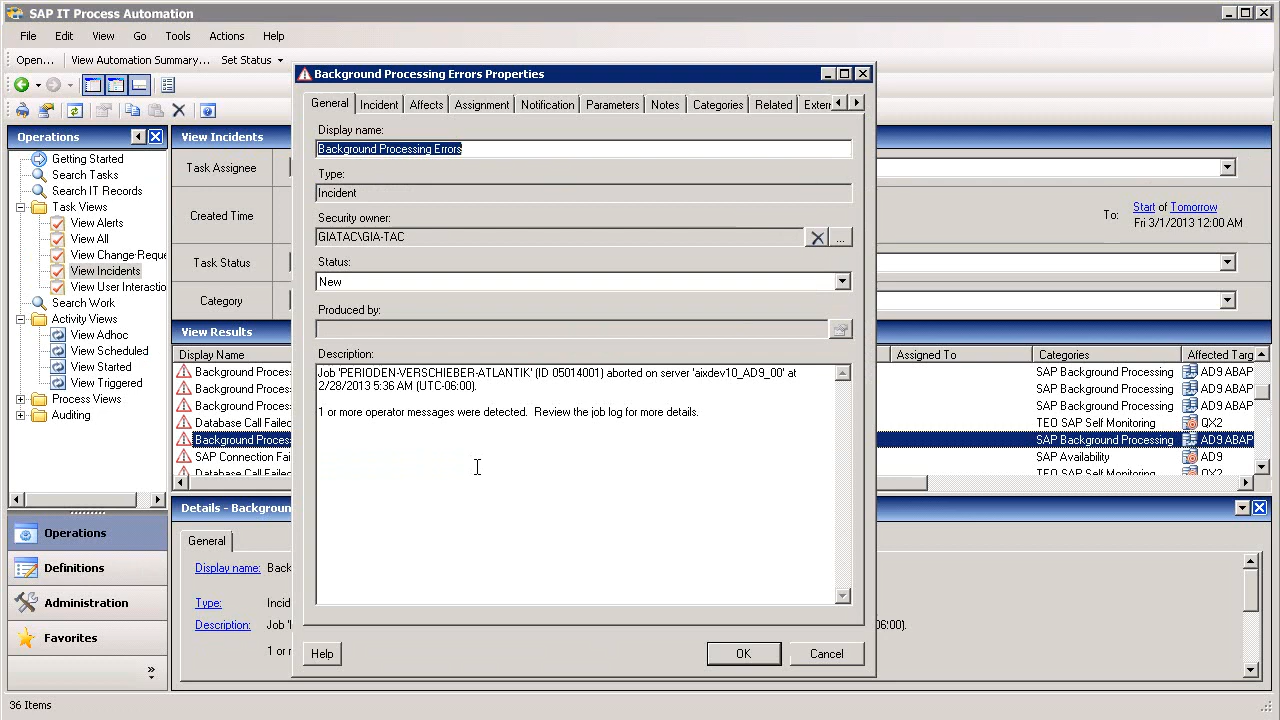 SAP IT Process Automation
File Edit View Go Tools Actions Help
Open... View Automation Summary... Set Status
Operations
Getting Started
Search Tasks
Search IT Records
Task Views
View Alerts
View All
View Change Reque
View Incidents
View User Interactio
Search Work
Activity Views
View Adhoc
View Scheduled
View Started
View Triggered
Process Views
Auditing
Operations
Definitions
Administration
Favorites
»
36 Items
View Incidents
Task Assignee
Created Time
To: Start of Tomorrow
Fri 3/1/2013 12:00 AM
Task Status
Category
View Results
Display Name Assigned To Categories Affected Targ
Background Proces SAP Background Processing AD9 ABAP
Background Proces SAP Background Processing AD9 ABAP
Background Proces SAP Background Processing AD9 ABAP
Database Call Failed TEO SAP Self Monitoring QX2
Background Proces SAP Background Processing AD9 ABAP
SAP Connection Fai SAP Availability AD9
Database Call Failed TEO SAP Self Monitoring QX2
Details - Backgroun
General
Display name: Back
Type: Incid
Description: Job 'I 06:00).
1 or m
Background Processing Errors Properties
General Incident Affects Assignment Notification Parameters Notes Categories Related Extern
Display name:
Background Processing Errors
Type:
Incident
Security owner:
GIATAC\GIA-TAC
...
Status:
New
Produced by:
Description:
Job 'PERIODEN-VERSCHIEBER-ATLANTIK' (ID 05014001) aborted on server 'aixdev10_AD9_00' at
2/28/2013 5:36 AM (UTC-06:00).
1 or more operator messages were detected. Review the job log for more details.
Help OK Cancel